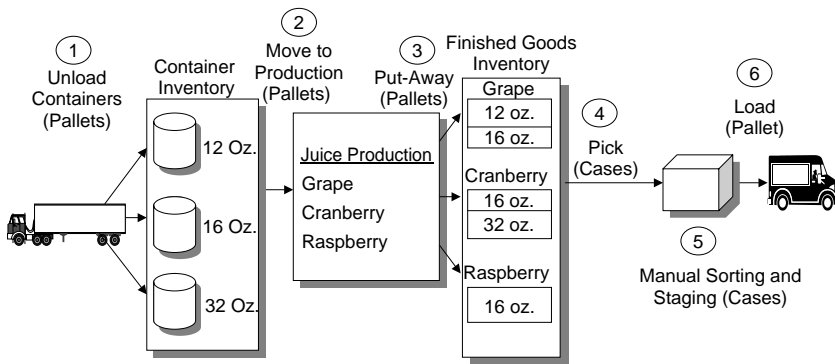 1
Unload
Containers
(Pallets)
Container
Inventory
12 Oz.
16 Oz.
32 Oz.
2
Move to
Production
(Pallets)
Juice Production
Grape
Cranberry
Raspberry
3
Put-Away
(Pallets)
Finished Goods
Inventory
Grape
12 oz.
16 oz.
Cranberry
16 oz.
32 oz.
Raspberry
16 oz.
4
Pick
(Cases)
5
Manual Sorting and
Staging (Cases)
6
Load
(Pallet)